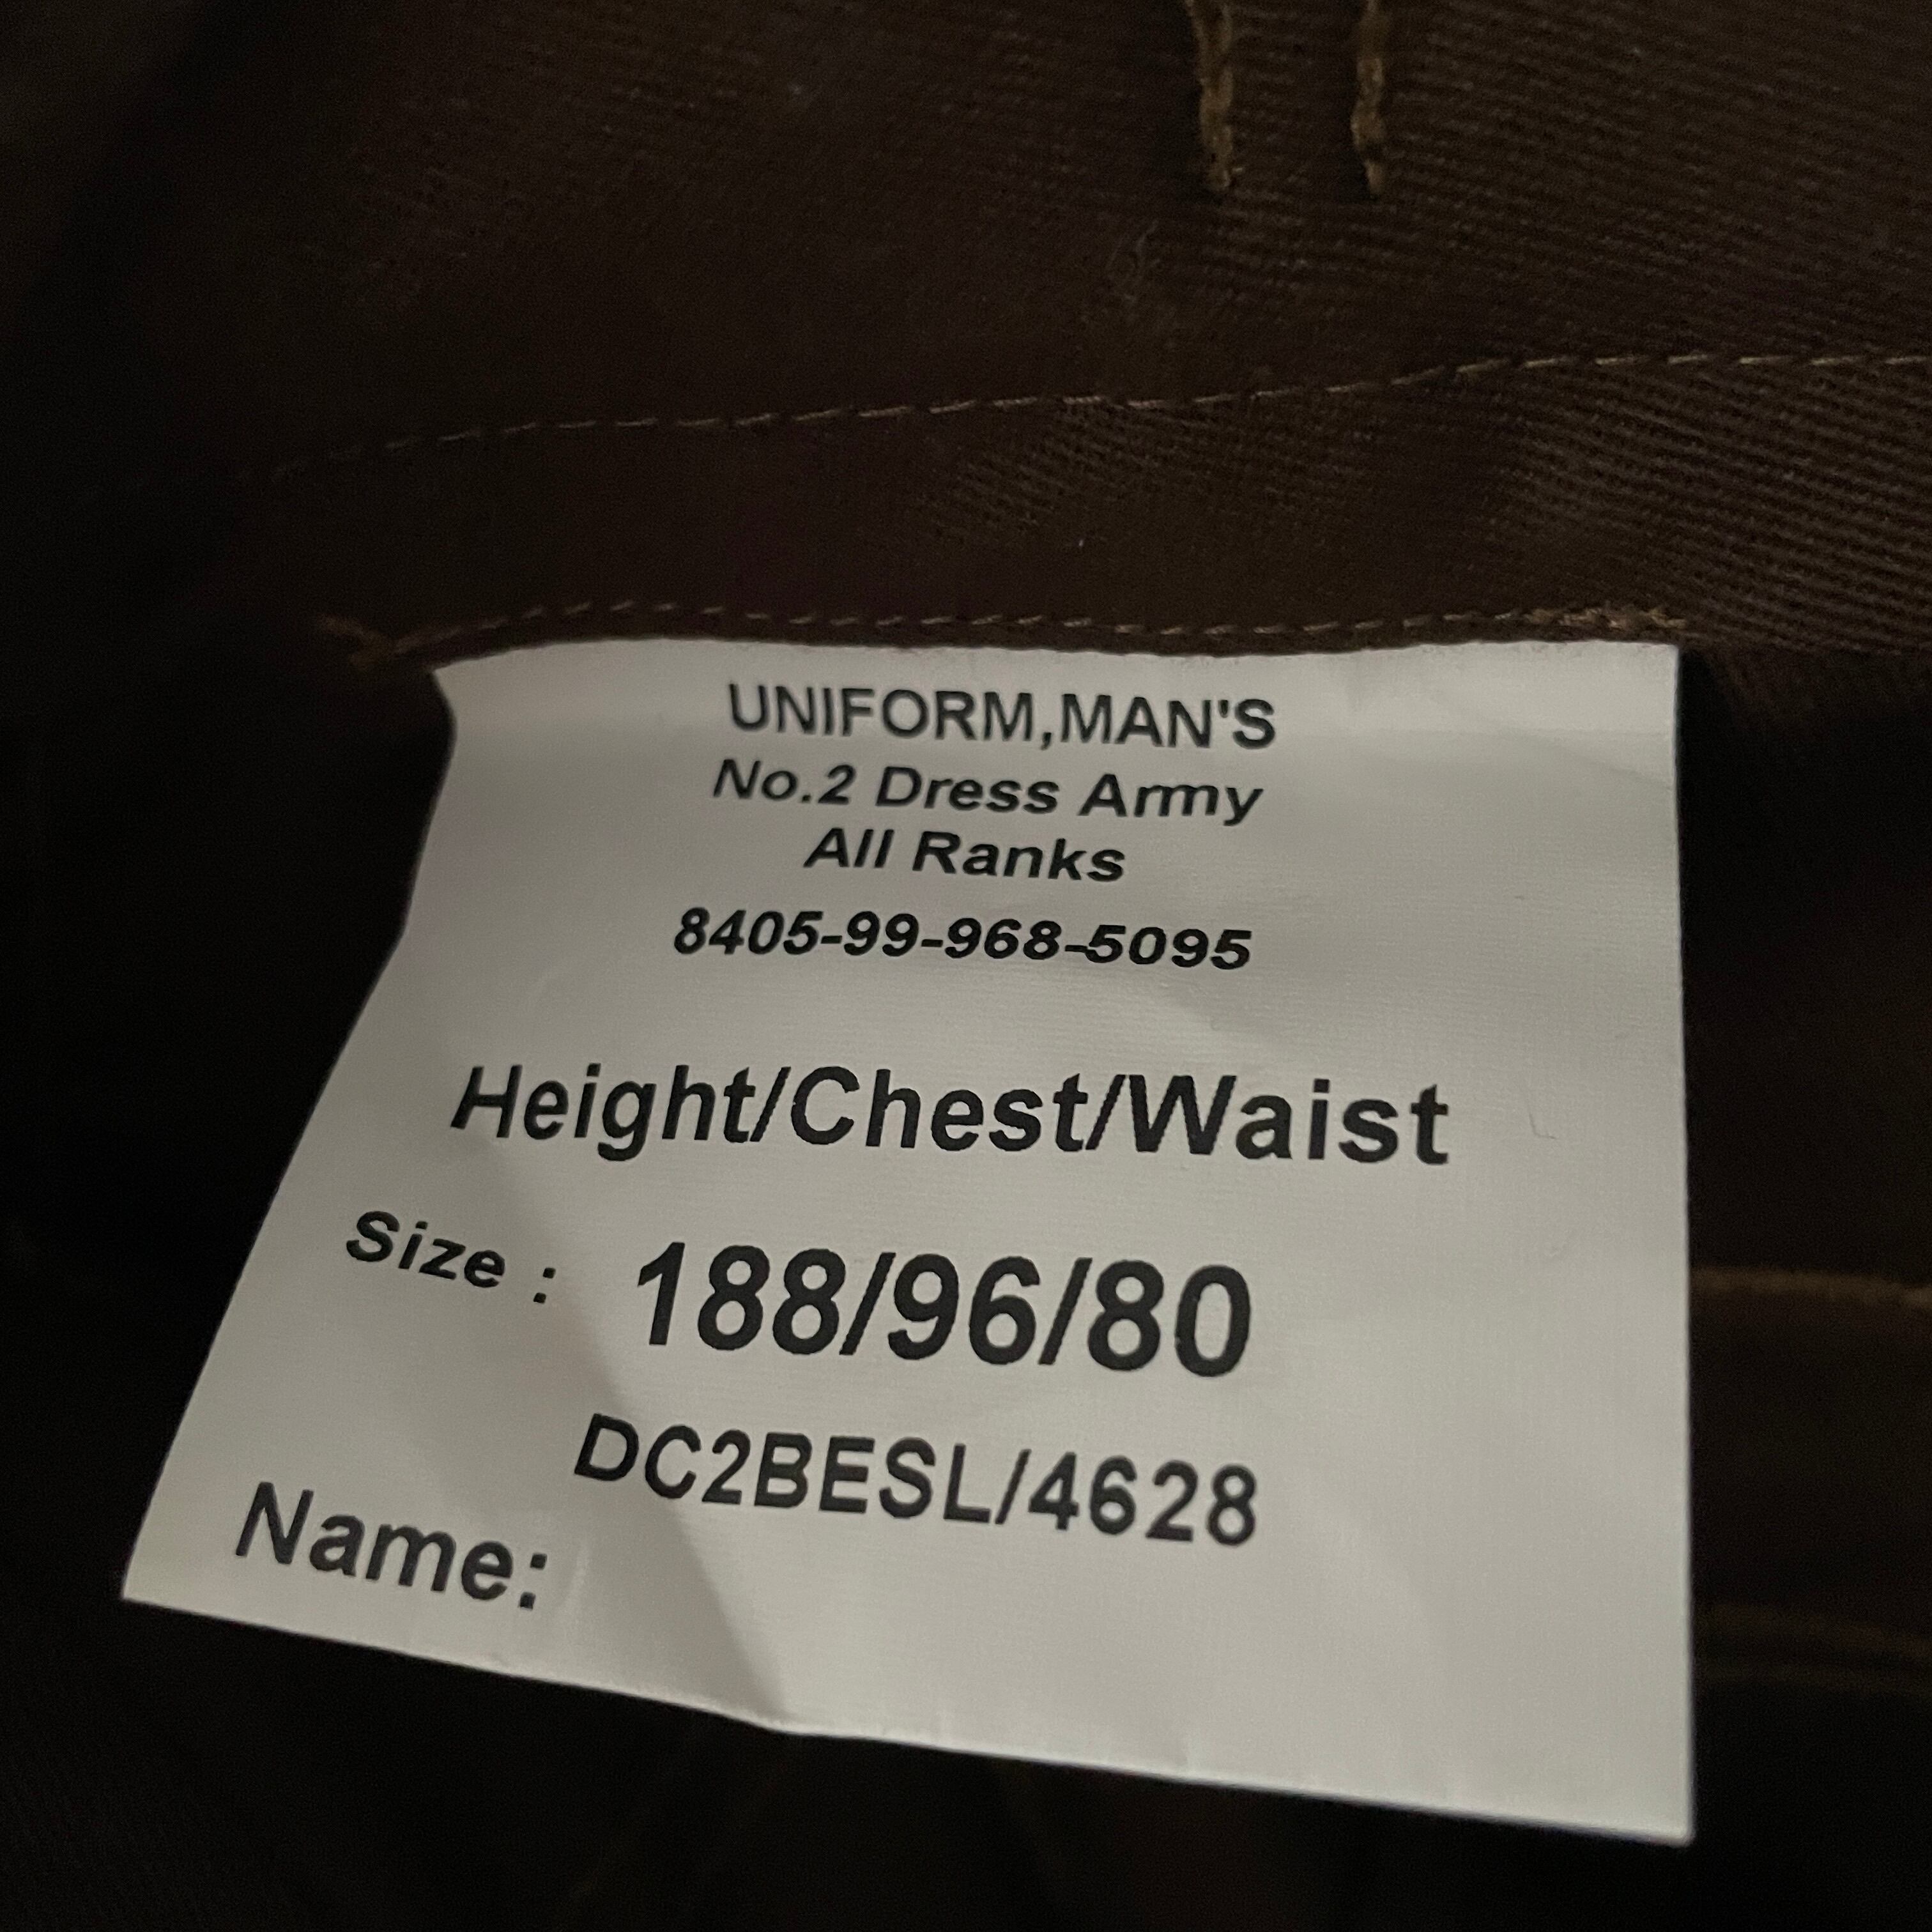 UNIFORM,MAN'S
No.2 Dress Army
All Ranks
8405-99-968-5095
Height/Chest/Waist
Size : 188/96/80
DC2BESL/4628
Name: